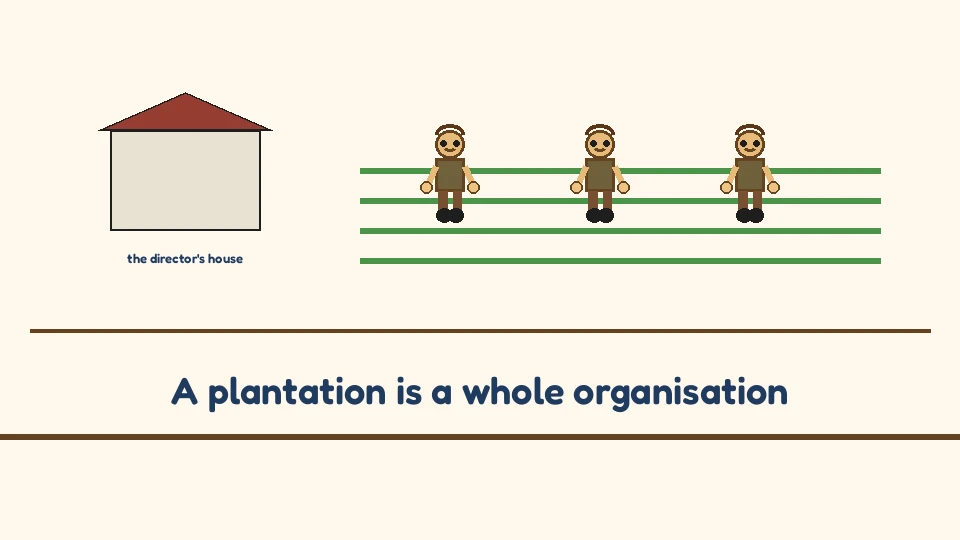 the director's house
A plantation is a whole organisation